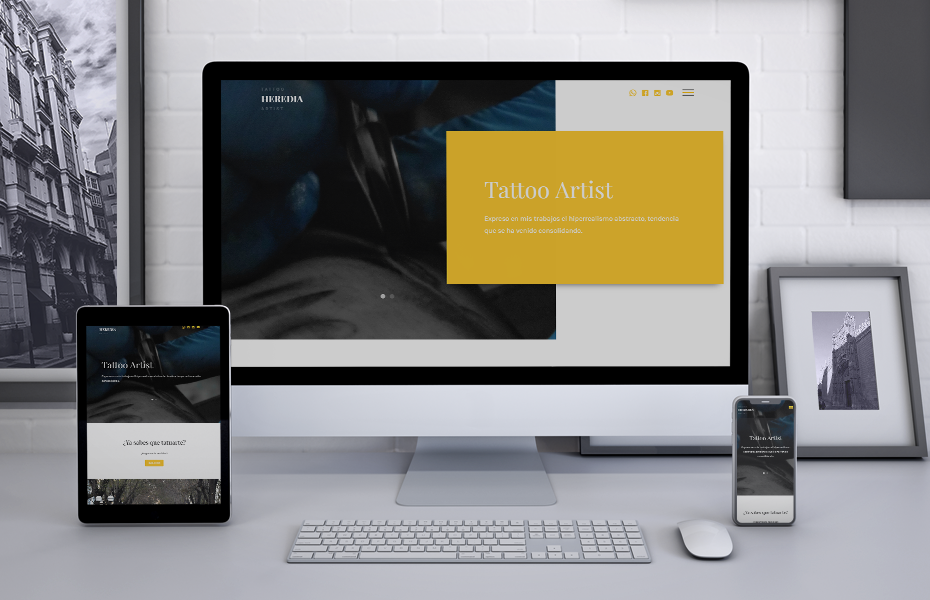 TATTOO
HEREDIA
ARTIST
Tattoo Artist
Expreso en mis trabajos el hiperrealismo abstracto, tendencia
que se ha venido consolidando.
HEREDIA
Tattoo Artist
¿Ya sabes que tatuarte?
Tattoo Artist
¿Ya sabes que tatuarte?